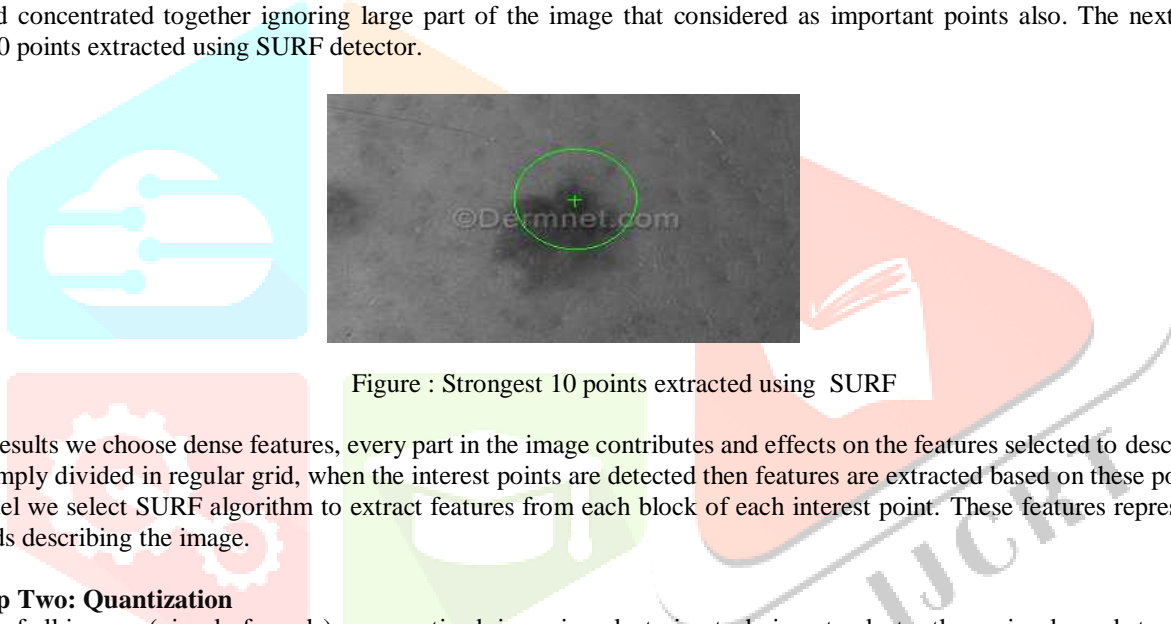 d concentrated together ignoring large part of the image that considered as important points also. The next
0 points extracted using SURF detector.
©Dermnet.com
Figure : Strongest 10 points extracted using SURF
esults we choose dense features, every part in the image contributes and effects on the features selected to desc
mply divided in regular grid, when the interest points are detected then features are extracted based on these po
el we select SURF algorithm to extract features from each block of each interest point. These features repres
ds describing the image.
p Two: Quantization
IJCRT